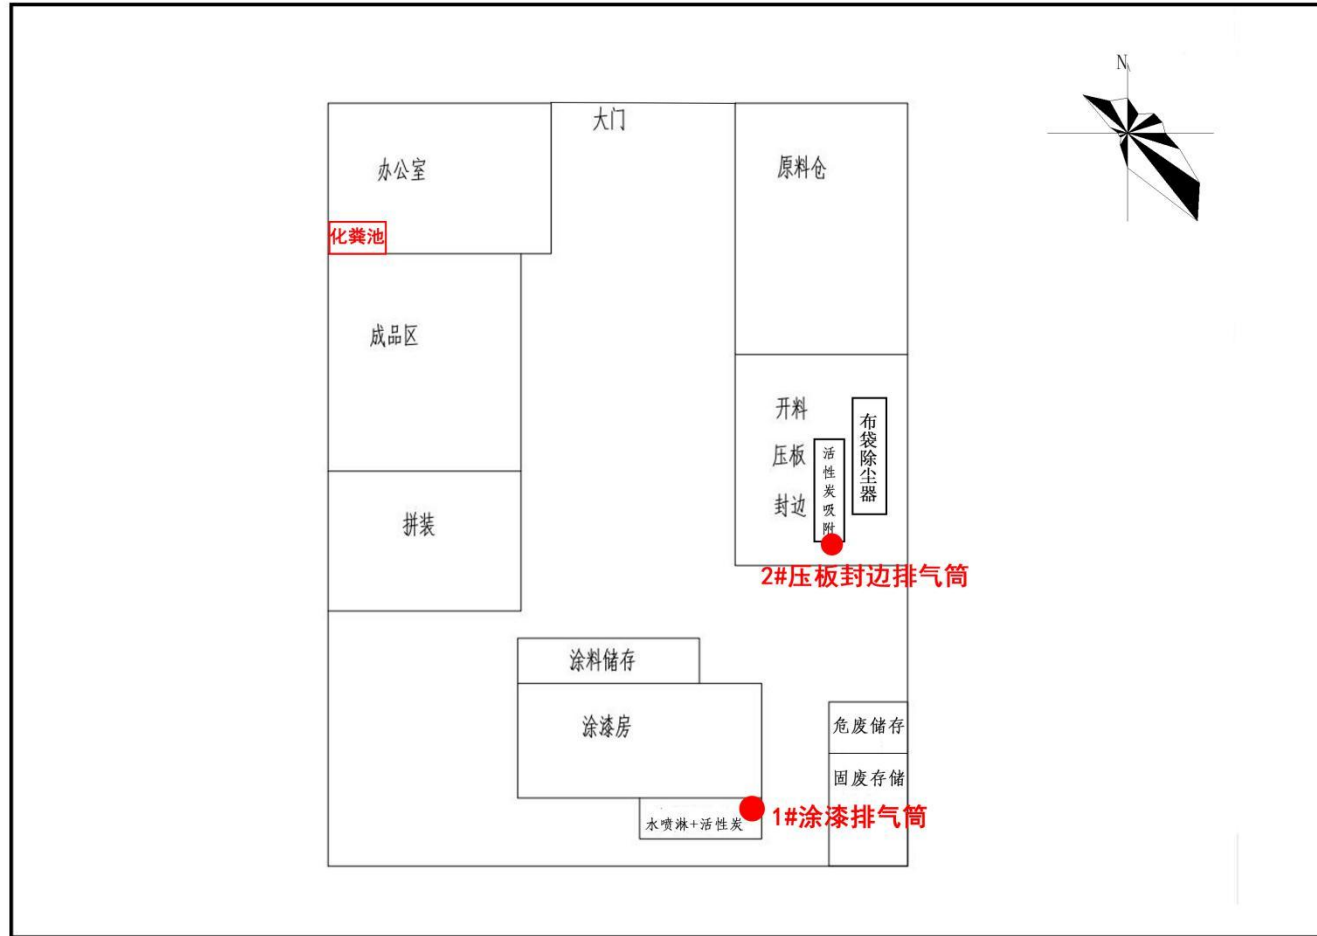 N
大门
办公室
原料仓
化粪池
成品区
开料
压板
封边
活性炭吸附
布袋除尘器
拼装
2#压板封边排气筒
涂料储存
涂漆房
危废储存
固废存储
1#涂漆排气筒
水喷淋+活性炭